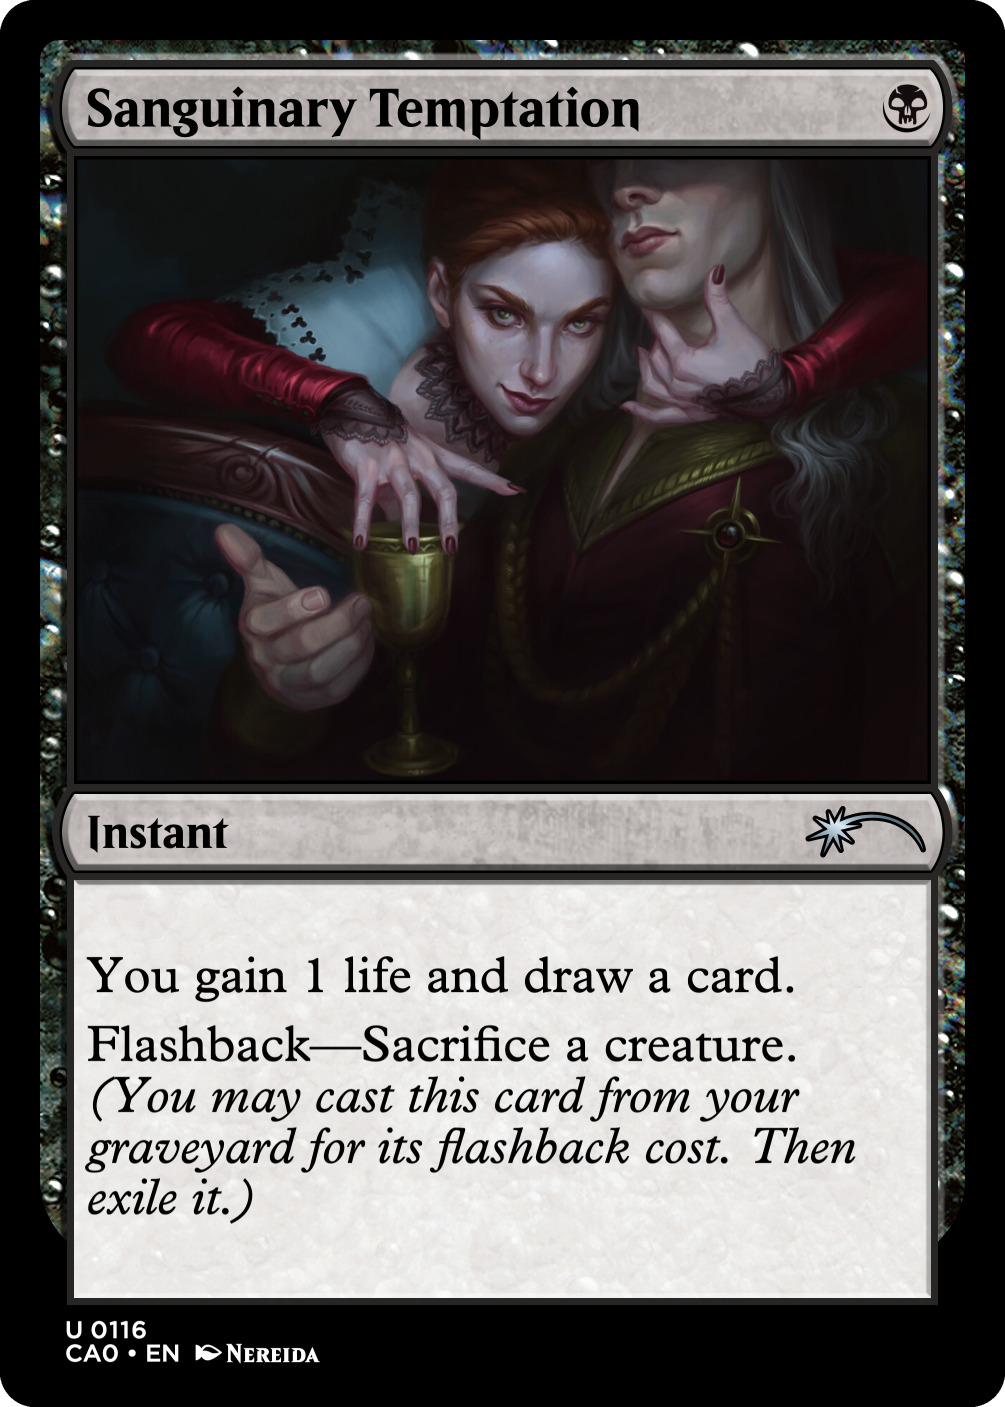 Sanguinary Temptation
Instant
You gain 1 life and draw a card.
Flashback—Sacrifice a creature.
(You may cast this card from your
graveyard for its flashback cost. Then
exile it.)
U 0116
CAO • EN NEREIDA